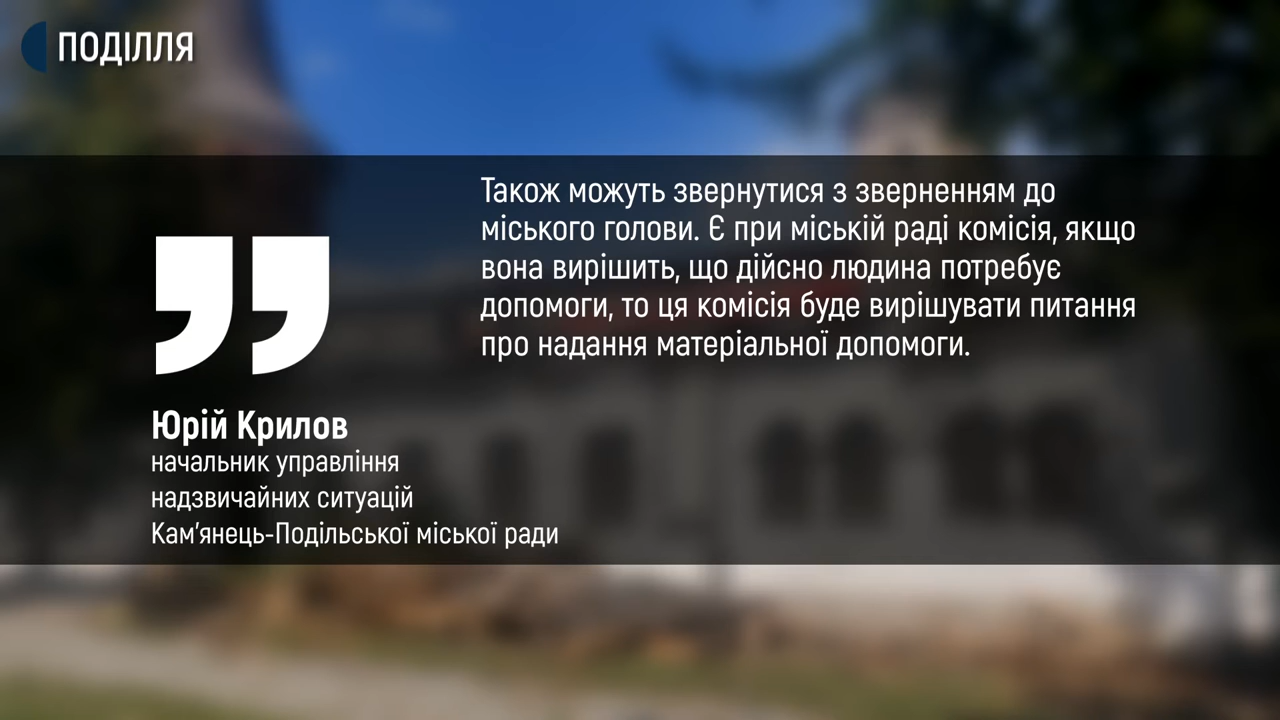 ПОДІЛЛЯ
Також можуть звернутися з зверненням до
міського голови. Є при міській раді комісія, якщо
вона вирішить, що дійсно людина потребує
допомоги, то ця комісія буде вирішувати питання
про надання матеріальної допомоги.
Юрій Крилов
начальник управління
надзвичайних ситуацій
Кам’янець-Подільської міської ради